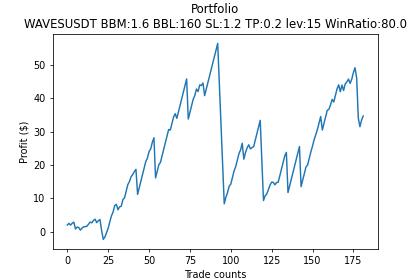 Portfolio
WAVESUSDT BBM:1.6 BBL:160 SL:1.2 TP:0.2 lev:15 WinRatio:80.0
Profit ($)
50
40
30
20
10
0
0 25 50 75 100 125 150 175
Trade counts